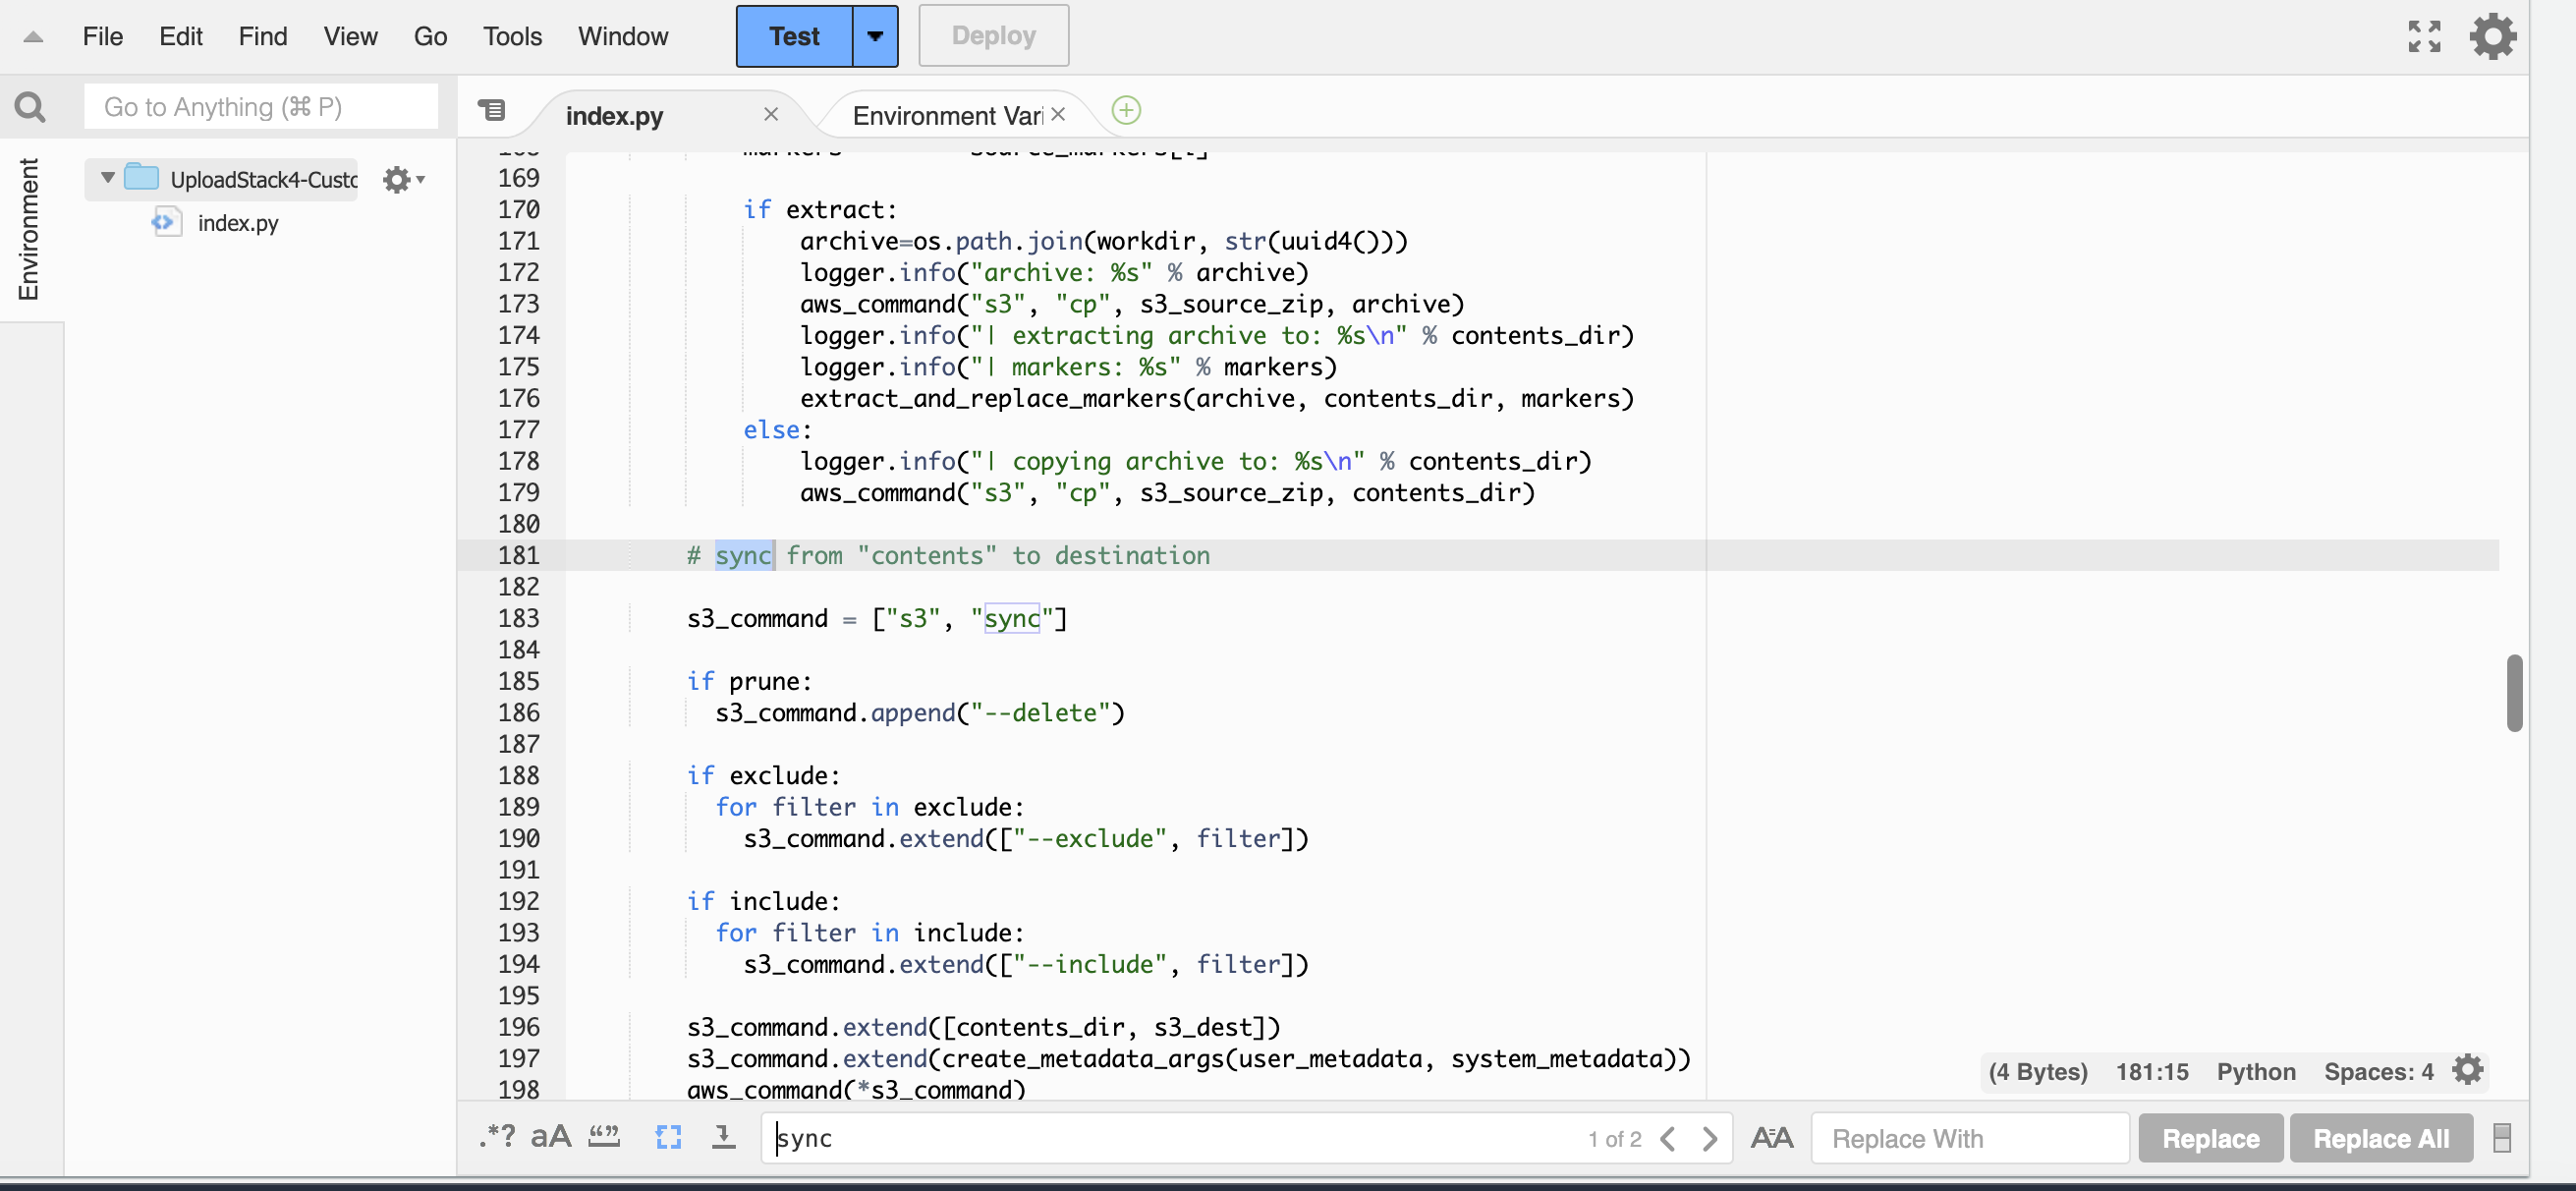 File Edit Find View Go Tools Window Test Deploy
Go to Anything (⌘ P)
index.py Environment Vari
Environment
UploadStack4-Custo
index.py
169
170 if extract:
171 archive=os.path.join(workdir, str(uuid4()))
172 logger.info("archive: %s" % archive)
173 aws_command("s3", "cp", s3_source_zip, archive)
174 logger.info("| extracting archive to: %s\n" % contents_dir)
175 logger.info("| markers: %s" % markers)
176 extract_and_replace_markers(archive, contents_dir, markers)
177 else:
178 logger.info("| copying archive to: %s\n" % contents_dir)
179 aws_command("s3", "cp", s3_source_zip, contents_dir)
180
181 # sync from "contents" to destination
182
183 s3_command = ["s3", "sync"]
184
185 if prune:
186 s3_command.append("--delete")
187
188 if exclude:
189 for filter in exclude:
190 s3_command.extend(["--exclude", filter])
191
192 if include:
193 for filter in include:
194 s3_command.extend(["--include", filter])
195
196 s3_command.extend([contents_dir, s3_dest])
197 s3_command.extend(create_metadata_args(user_metadata, system_metadata))
198 aws_command(*s3_command)
(4 Bytes) 181:15 Python Spaces: 4
.*? aA “” sync 1 of 2 AA Replace With Replace Replace All